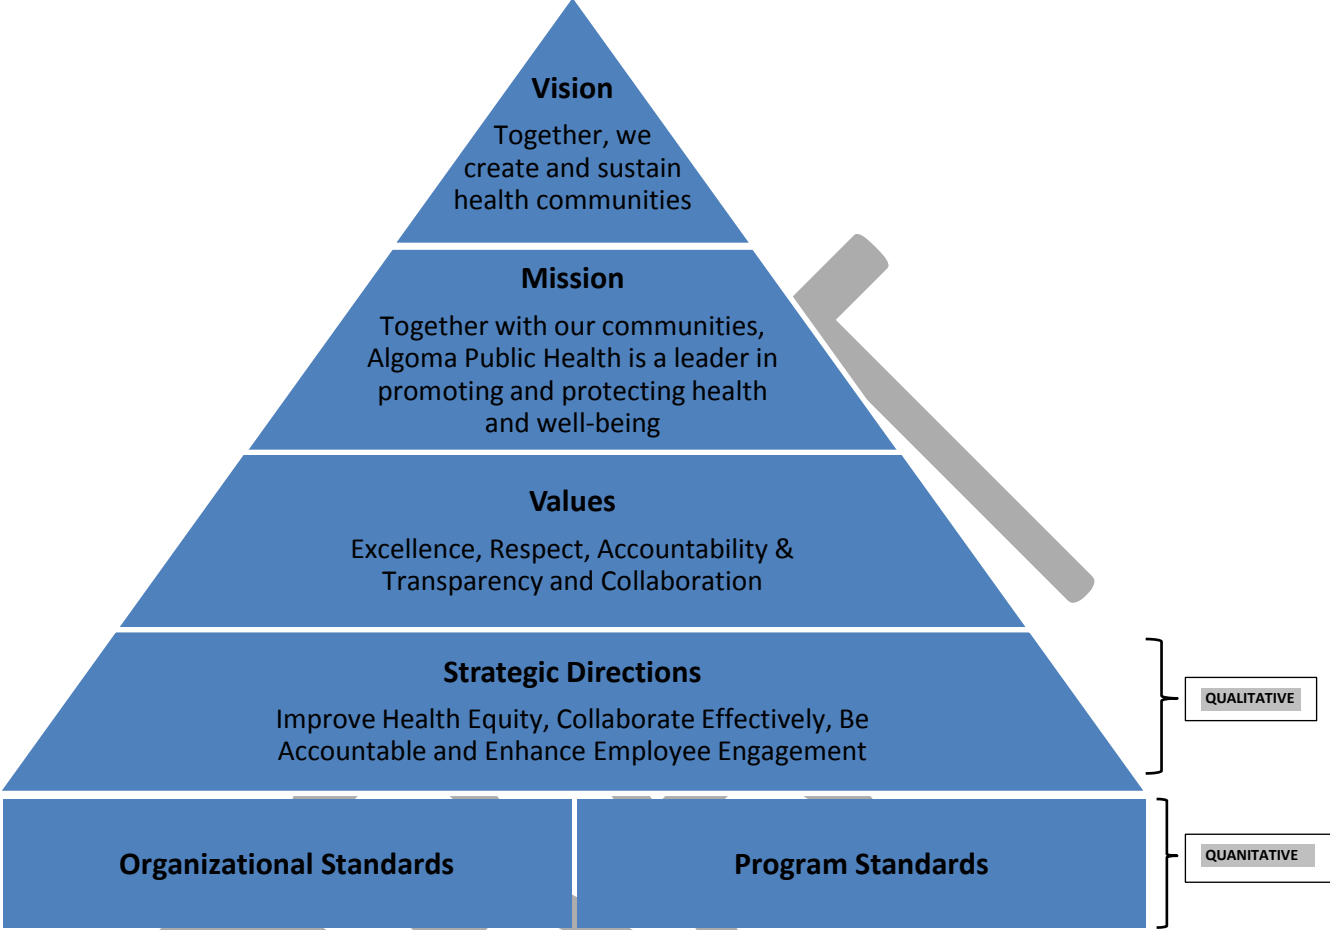 Vision
Together, we
create and sustain
health communities
Mission
Together with our communities,
Algoma Public Health is a leader in
promoting and protecting health
and well-being
Values
Excellence, Respect, Accountability &
Transparency and Collaboration
Strategic Directions
Improve Health Equity, Collaborate Effectively, Be
Accountable and Enhance Employee Engagement
QUALITATIVE
Organizational Standards
Program Standards
QUANITATIVE